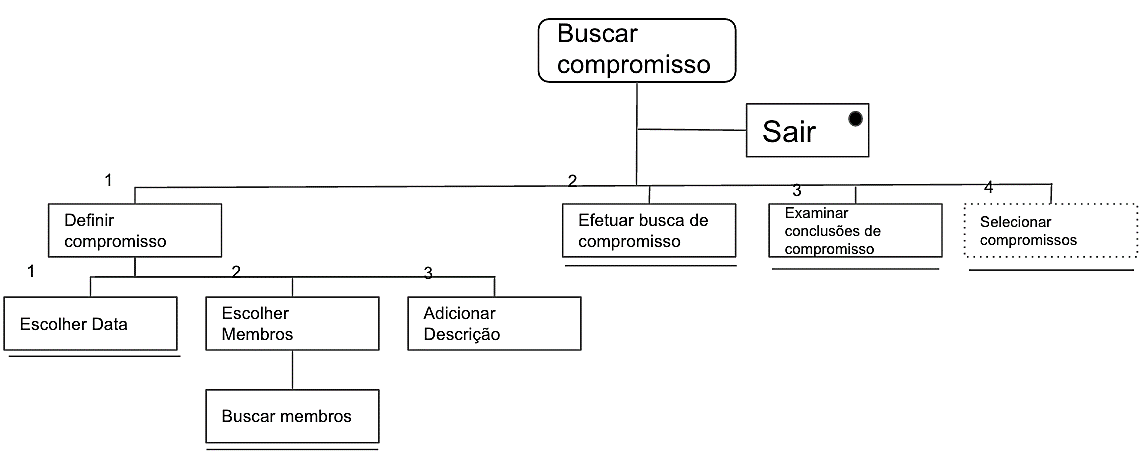 Buscar
compromisso
Sair
1
2
3
4
Definir
compromisso
Efetuar busca de
compromisso
Examinar
conclusões de
compromisso
Selecionar
compromissos
1
2
3
Escolher Data
Escolher
Membros
Adicionar
Descrição
Buscar membros